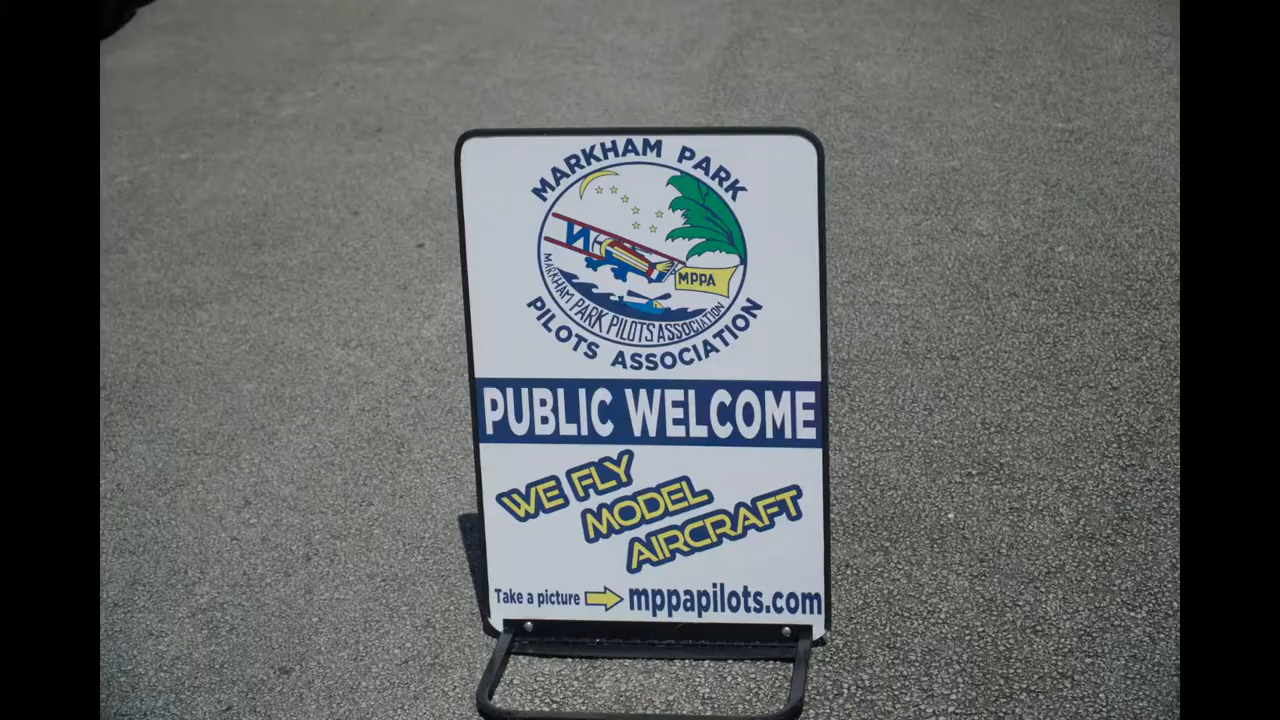 MARKHAM PARK
MPPA
MARKHAM PARK PILOTS ASSOCIATION
PILOTS ASSOCIATION
PUBLIC WELCOME
WE FLY
MODEL
AIRCRAFT
Take a picture mppapilots.com